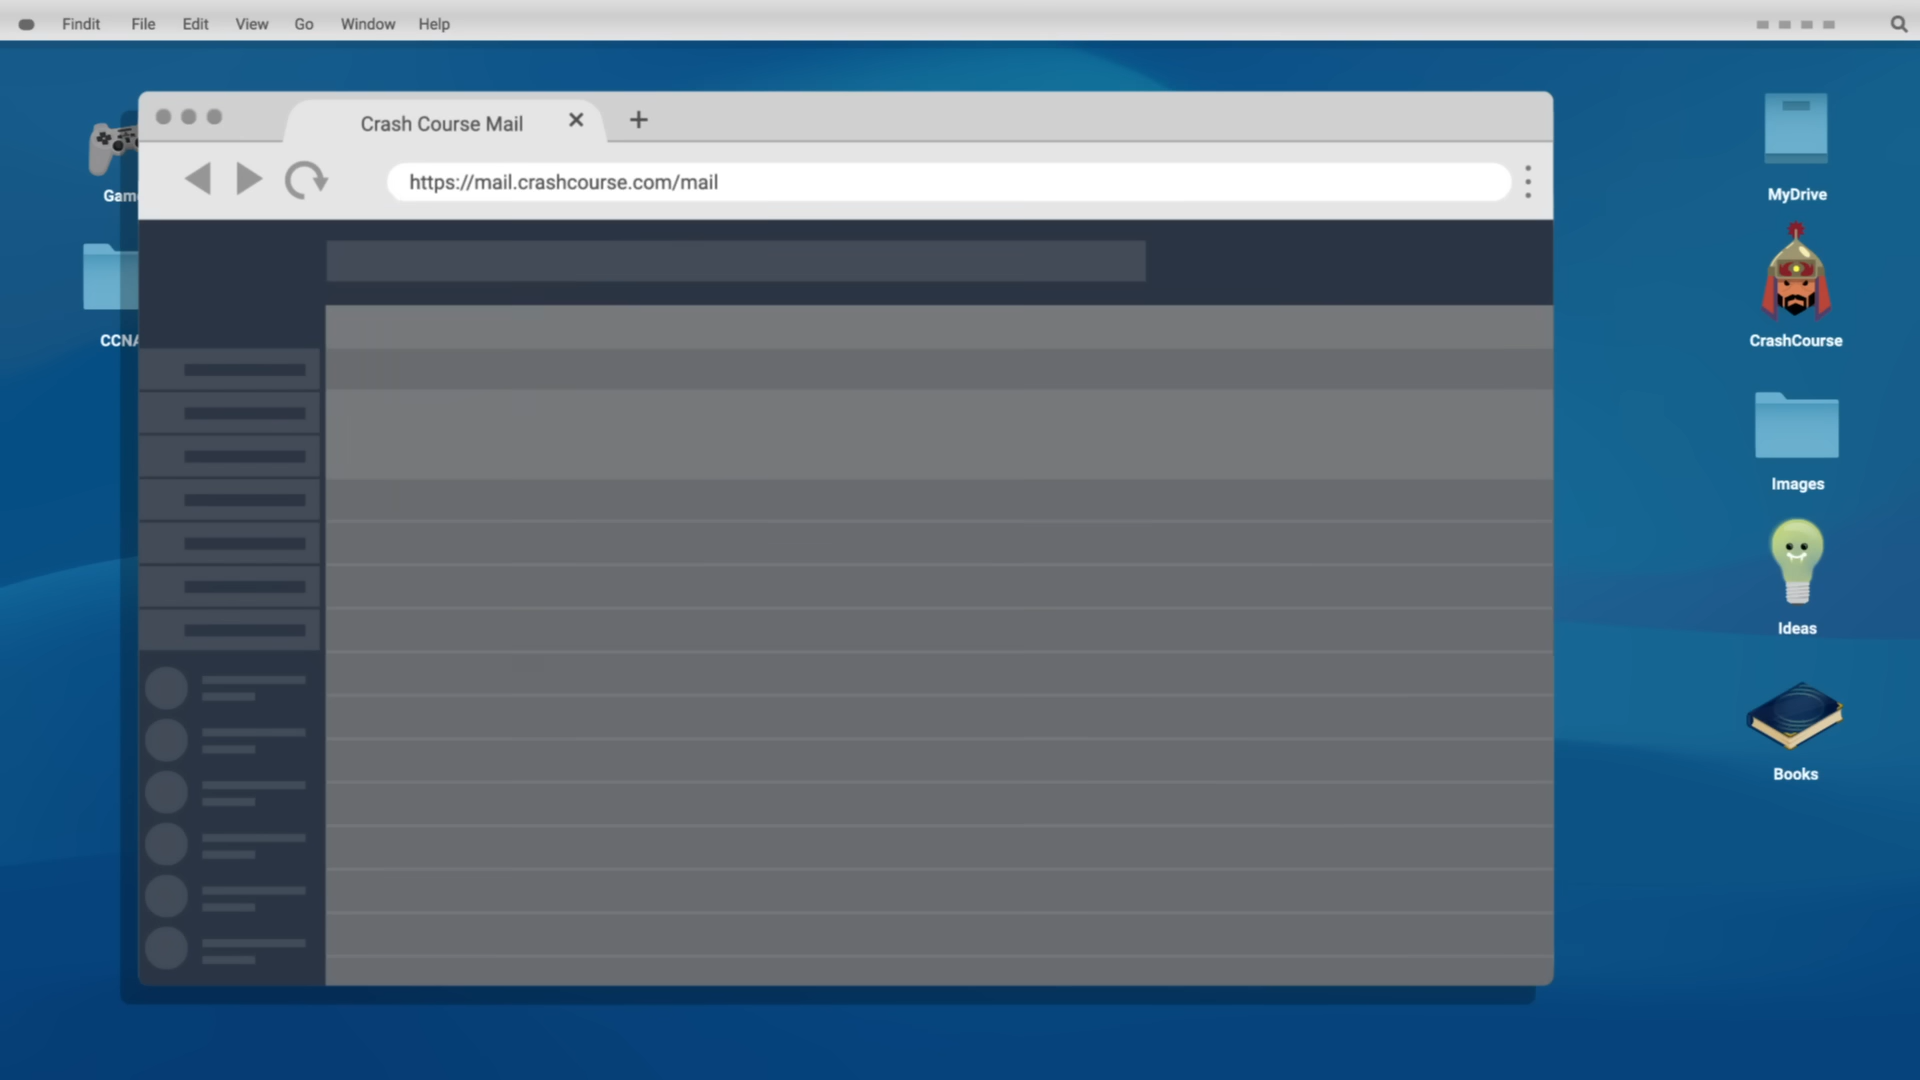 Findit File Edit View Go Window Help
Crash Course Mail
https://mail.crashcourse.com/mail
MyDrive
CrashCourse
Images
Ideas
Books